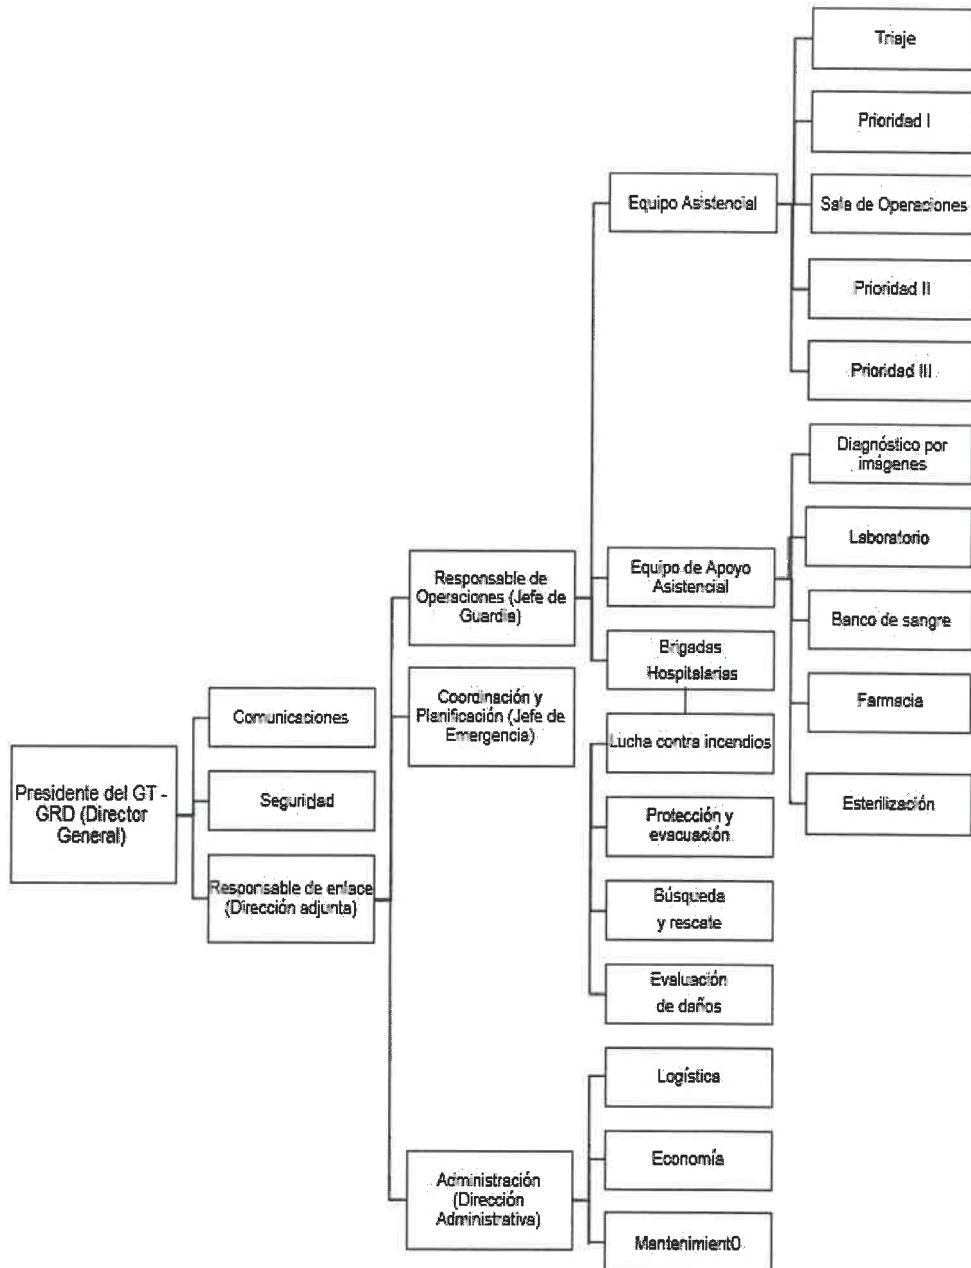 Triaje
Prioridad I
Equipo Asistencial
Sala de Operaciones
Prioridad II
Prioridad III
Diagnóstico por
imágenes
Laboratorio
Responsable de
Operaciones (Jefe de
Guardia)
Equipo de Apoyo
Asistencial
Banco de sangre
Brigadas
Hospitalarias
Coordinación y
Planificación (Jefe de
Emergencia)
Farmacia
Comunicaciones
Lucha contra incendios
Presidente del GT -
GRD (Director
General)
Seguridad
Protección y
evacuación
Esterilización
Responsable de enlace
(Dirección adjunta)
Búsqueda
y rescate
Evaluación
de daños
Logística
Economía
Administración
(Dirección
Administrativa)
Mantenimient0